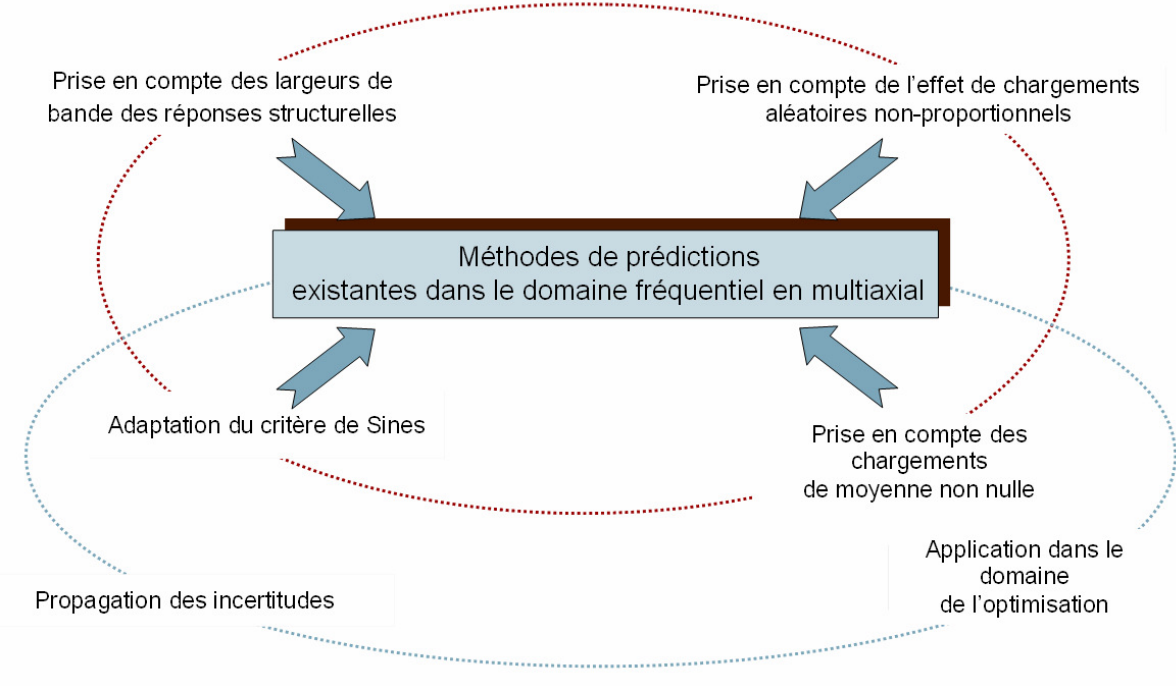 Prise en compte des largeurs de
bande des réponses structurelles
Prise en compte de l'effet de chargements
aléatoires non-proportionnels
Méthodes de prédictions
existantes dans le domaine fréquentiel en multiaxial
Adaptation du critère de Sines
Prise en compte des
chargements
de moyenne non nulle
Application dans le
domaine
de l'optimisation
Propagation des incertitudes